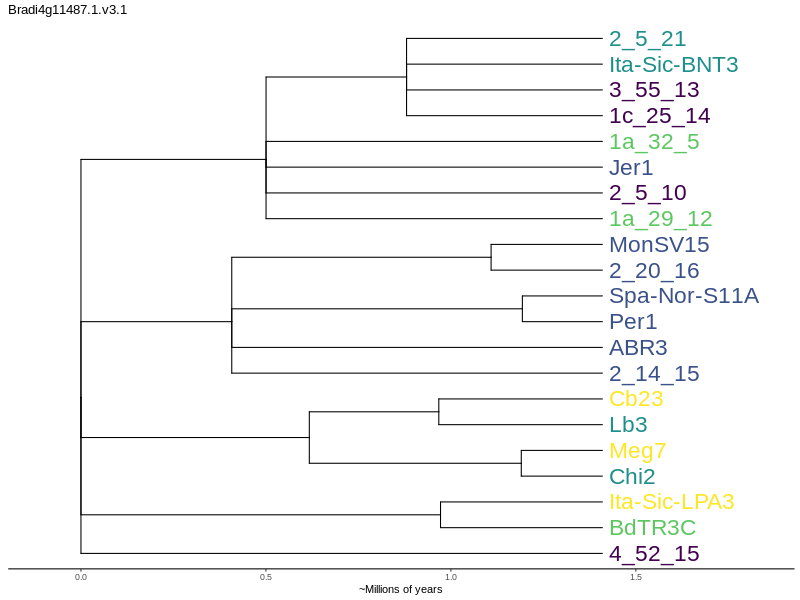 Bradi4g11487.1.v3.1
2_5_21
Ita-Sic-BNT3
3_55_13
1c_25_14
1a_32_5
Jer1
2_5_10
1a_29_12
MonSV15
2_20_16
Spa-Nor-S11A
Per1
ABR3
2_14_15
Cb23
Lb3
Meg7
Chi2
Ita-Sic-LPA3
BdTR3C
4_52_15
0.0 0.5 1.0 1.5
~Millions of years